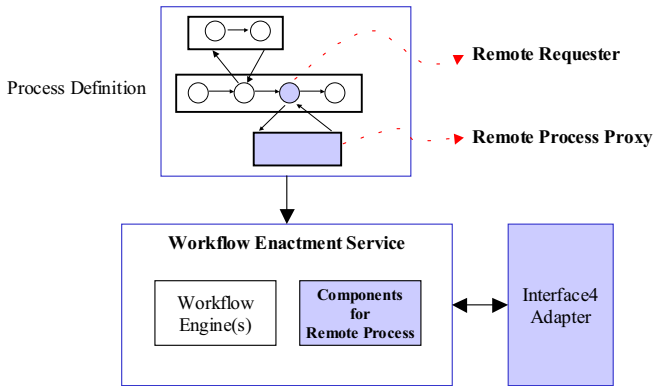 Remote Requester
Process Definition
Remote Process Proxy
Workflow Enactment Service
Workflow
Engine(s)
Components
for
Remote Process
Interface4
Adapter